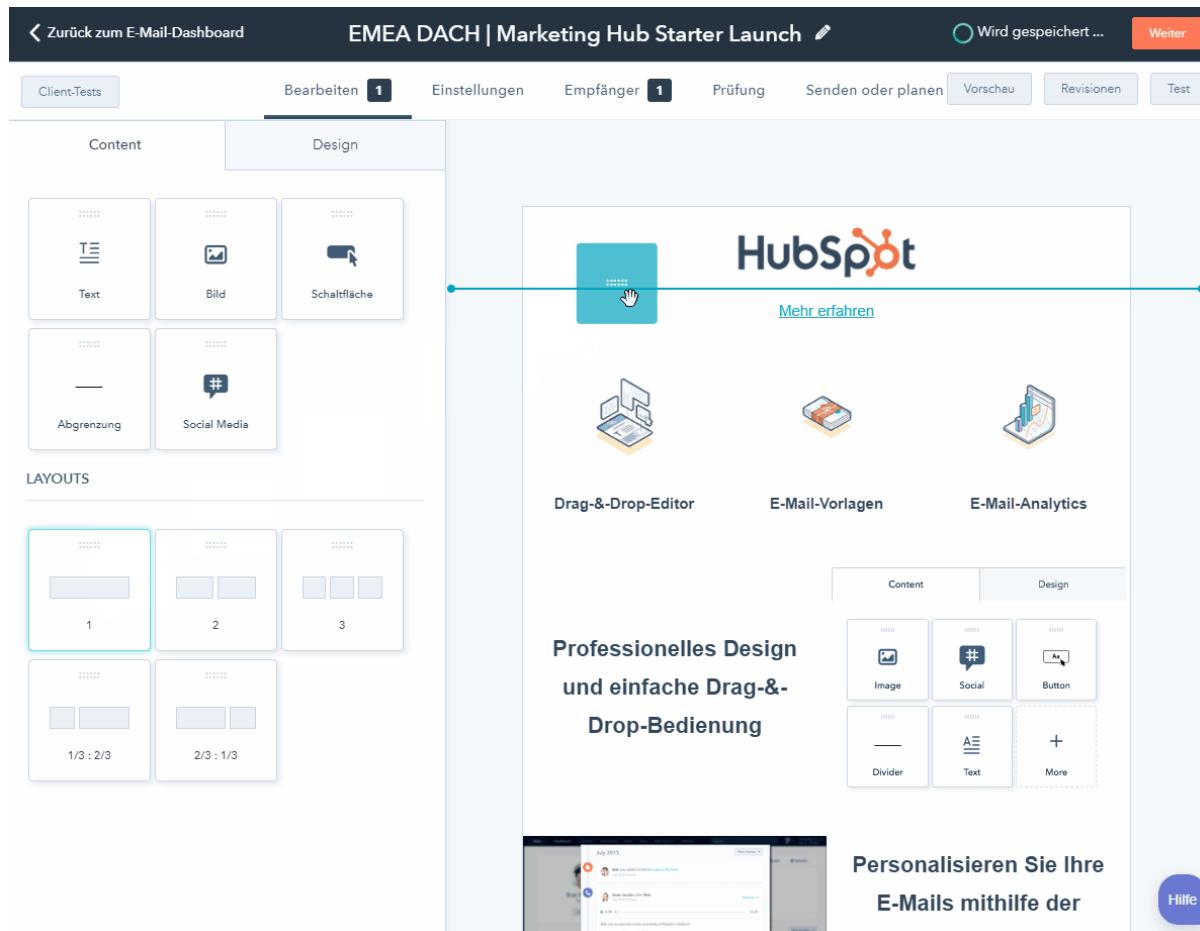 Zurück zum E-Mail-Dashboard
EMEA DACH | Marketing Hub Starter Launch
Wird gespeichert ...
Weiter
Client-Tests
Bearbeiten 1
Einstellungen
Empfänger 1
Prüfung
Senden oder planen
Vorschau
Revisionen
Test
Content
Design
Text
Bild
Schaltfläche
Abgrenzung
Social Media
LAYOUTS
1
2
3
1/3 : 2/3
2/3 : 1/3
HubSpot
Mehr erfahren
Drag-&-Drop-Editor
E-Mail-Vorlagen
E-Mail-Analytics
Professionelles Design
und einfache Drag-&-
Drop-Bedienung
Content
Design
Image
Social
Aa
Button
Divider
Text
More
July 2015
Personalisieren Sie Ihre
E-Mails mithilfe der
Hilfe